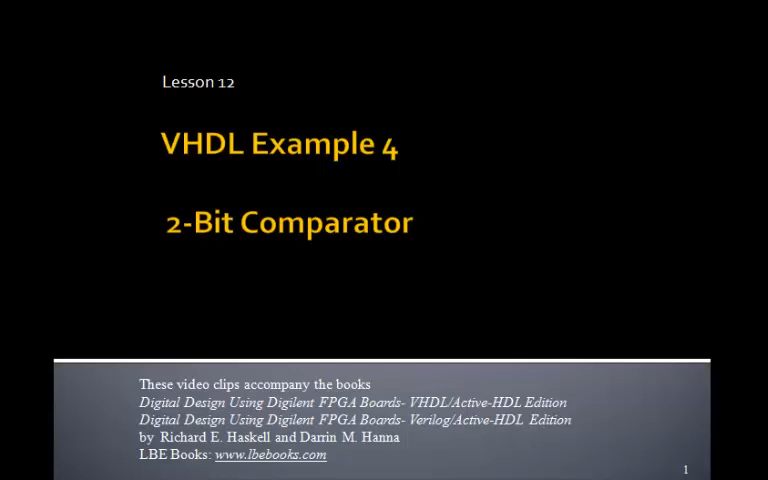 Lesson 12
VHDL Example 4
2-Bit Comparator
These video clips accompany the books
Digital Design Using Digilent FPGA Boards- VHDL/Active-HDL Edition
Digital Design Using Digilent FPGA Boards- Verilog/Active-HDL Edition
by Richard E. Haskell and Darrin M. Hanna
LBE Books: www.lbebooks.com
1